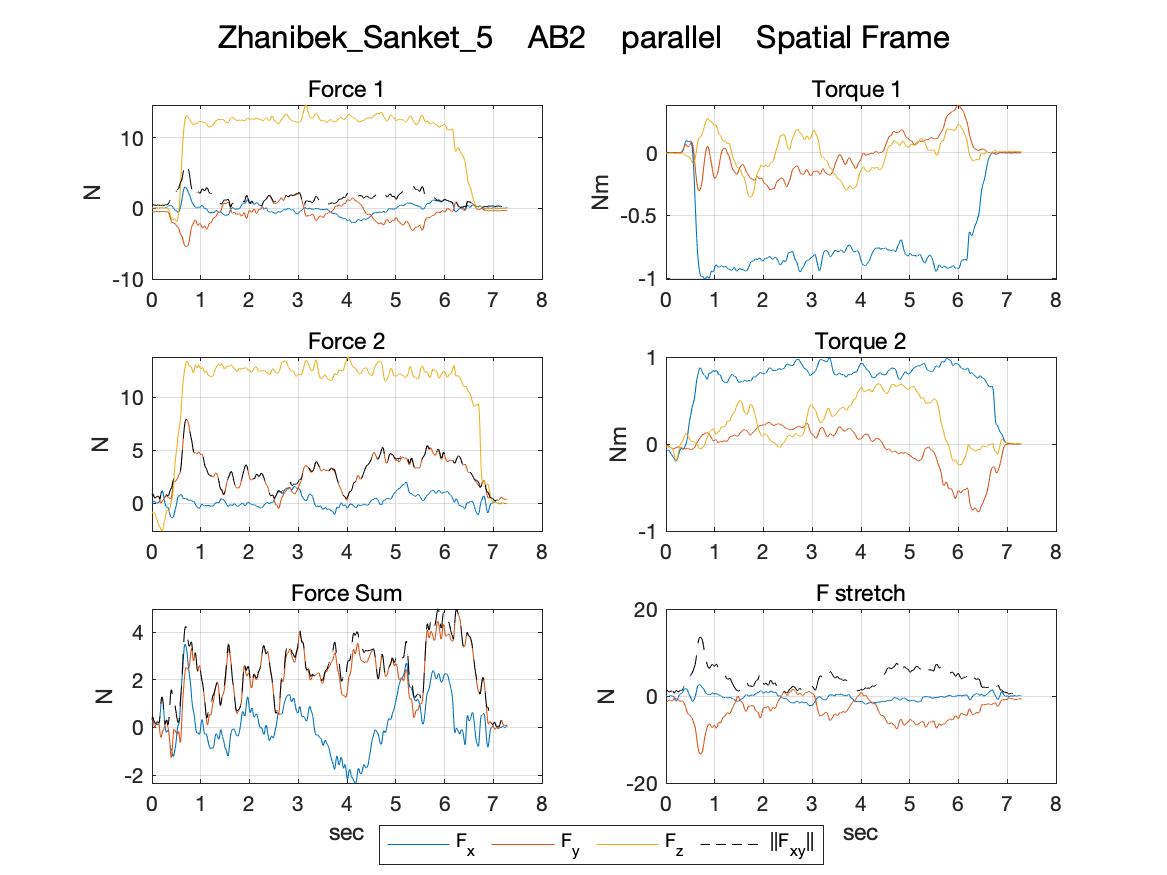 Zhanibek_Sanket_5 AB2 parallel Spatial Frame
Force 1
N
10
0
-10
0 1 2 3 4 5 6 7 8
Torque 1
Nm
0
-0.5
-1
0 1 2 3 4 5 6 7 8
Force 2
N
10
5
0
0 1 2 3 4 5 6 7 8
Torque 2
Nm
1
0
-1
0 1 2 3 4 5 6 7 8
Force Sum
N
4
2
0
-2
0 1 2 3 4 5 6 7 8
sec
F stretch
N
20
0
-20
0 1 2 3 4 5 6 7 8
sec
F_x F_y F_z ||F_xy||